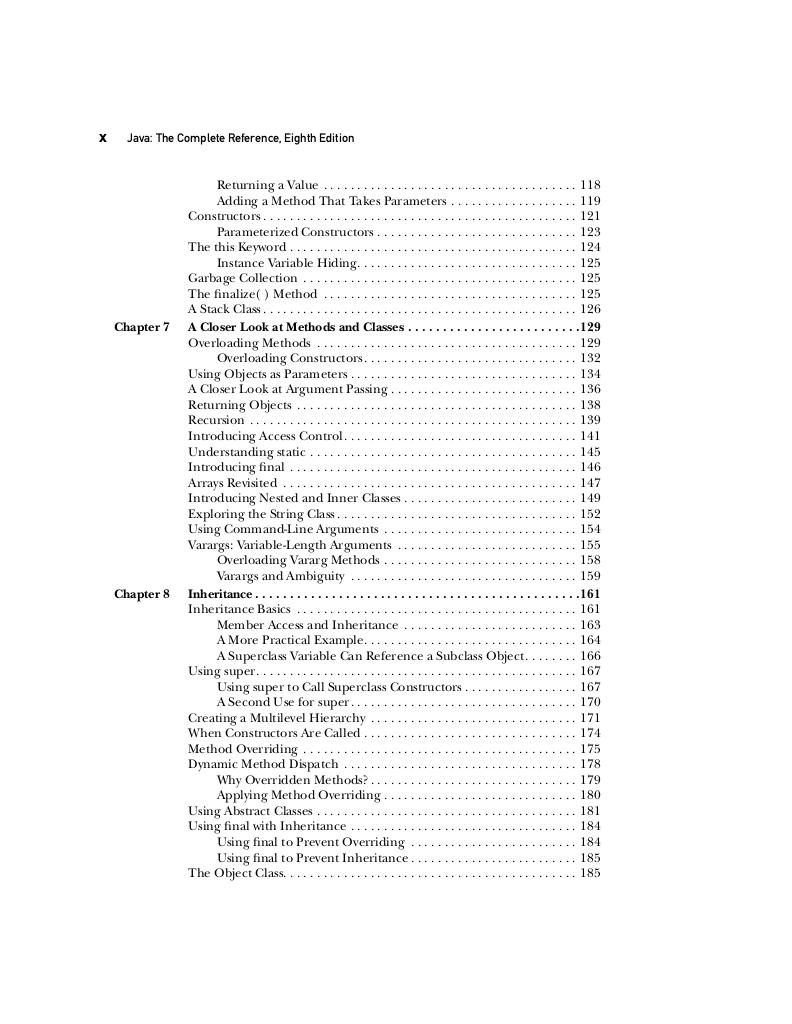 x Java: The Complete Reference, Eighth Edition
Returning a Value . . . . . . . . . . . . . . . . . . . . . . . . . . . . . . . . . . . . . . 118
Adding a Method That Takes Parameters . . . . . . . . . . . . . . . . . . . 119
Constructors . . . . . . . . . . . . . . . . . . . . . . . . . . . . . . . . . . . . . . . . . . . . . . . 121
Parameterized Constructors . . . . . . . . . . . . . . . . . . . . . . . . . . . . . . 123
The this Keyword . . . . . . . . . . . . . . . . . . . . . . . . . . . . . . . . . . . . . . . . . . . 124
Instance Variable Hiding. . . . . . . . . . . . . . . . . . . . . . . . . . . . . . . . . 125
Garbage Collection . . . . . . . . . . . . . . . . . . . . . . . . . . . . . . . . . . . . . . . . . 125
The finalize( ) Method . . . . . . . . . . . . . . . . . . . . . . . . . . . . . . . . . . . . . . 125
A Stack Class . . . . . . . . . . . . . . . . . . . . . . . . . . . . . . . . . . . . . . . . . . . . . . . 126
Chapter 7 A Closer Look at Methods and Classes . . . . . . . . . . . . . . . . . . . . . . . . .129
Overloading Methods . . . . . . . . . . . . . . . . . . . . . . . . . . . . . . . . . . . . . . . 129
Overloading Constructors. . . . . . . . . . . . . . . . . . . . . . . . . . . . . . . . 132
Using Objects as Parameters . . . . . . . . . . . . . . . . . . . . . . . . . . . . . . . . . . 134
A Closer Look at Argument Passing . . . . . . . . . . . . . . . . . . . . . . . . . . . . 136
Returning Objects . . . . . . . . . . . . . . . . . . . . . . . . . . . . . . . . . . . . . . . . . . 138
Recursion . . . . . . . . . . . . . . . . . . . . . . . . . . . . . . . . . . . . . . . . . . . . . . . . . 139
Introducing Access Control. . . . . . . . . . . . . . . . . . . . . . . . . . . . . . . . . . . 141
Understanding static . . . . . . . . . . . . . . . . . . . . . . . . . . . . . . . . . . . . . . . . 145
Introducing final . . . . . . . . . . . . . . . . . . . . . . . . . . . . . . . . . . . . . . . . . . . 146
Arrays Revisited . . . . . . . . . . . . . . . . . . . . . . . . . . . . . . . . . . . . . . . . . . . . 147
Introducing Nested and Inner Classes . . . . . . . . . . . . . . . . . . . . . . . . . . 149
Exploring the String Class . . . . . . . . . . . . . . . . . . . . . . . . . . . . . . . . . . . . 152
Using Command-Line Arguments . . . . . . . . . . . . . . . . . . . . . . . . . . . . . 154
Varargs: Variable-Length Arguments . . . . . . . . . . . . . . . . . . . . . . . . . . . 155
Overloading Vararg Methods . . . . . . . . . . . . . . . . . . . . . . . . . . . . . 158
Varargs and Ambiguity . . . . . . . . . . . . . . . . . . . . . . . . . . . . . . . . . . 159
Chapter 8 Inheritance . . . . . . . . . . . . . . . . . . . . . . . . . . . . . . . . . . . . . . . . . . . . . . .161
Inheritance Basics . . . . . . . . . . . . . . . . . . . . . . . . . . . . . . . . . . . . . . . . . . 161
Member Access and Inheritance . . . . . . . . . . . . . . . . . . . . . . . . . . 163
A More Practical Example. . . . . . . . . . . . . . . . . . . . . . . . . . . . . . . . 164
A Superclass Variable Can Reference a Subclass Object. . . . . . . . 166
Using super. . . . . . . . . . . . . . . . . . . . . . . . . . . . . . . . . . . . . . . . . . . . . . . . 167
Using super to Call Superclass Constructors . . . . . . . . . . . . . . . . . 167
A Second Use for super . . . . . . . . . . . . . . . . . . . . . . . . . . . . . . . . . . 170
Creating a Multilevel Hierarchy . . . . . . . . . . . . . . . . . . . . . . . . . . . . . . . 171
When Constructors Are Called . . . . . . . . . . . . . . . . . . . . . . . . . . . . . . . . 174
Method Overriding . . . . . . . . . . . . . . . . . . . . . . . . . . . . . . . . . . . . . . . . . 175
Dynamic Method Dispatch . . . . . . . . . . . . . . . . . . . . . . . . . . . . . . . . . . . 178
Why Overridden Methods? . . . . . . . . . . . . . . . . . . . . . . . . . . . . . . . 179
Applying Method Overriding . . . . . . . . . . . . . . . . . . . . . . . . . . . . . 180
Using Abstract Classes . . . . . . . . . . . . . . . . . . . . . . . . . . . . . . . . . . . . . . . 181
Using final with Inheritance . . . . . . . . . . . . . . . . . . . . . . . . . . . . . . . . . . 184
Using final to Prevent Overriding . . . . . . . . . . . . . . . . . . . . . . . . . 184
Using final to Prevent Inheritance . . . . . . . . . . . . . . . . . . . . . . . . . 185
The Object Class. . . . . . . . . . . . . . . . . . . . . . . . . . . . . . . . . . . . . . . . . . . . 185